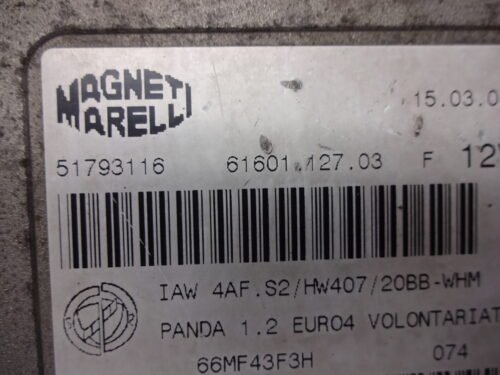 MAGNETI
MARELLI
15.03.0
51793116 61601.127.03 F 12V
IAW 4AF.S2/HW407/20BB-WHM
PANDA 1.2 EURO4 VOLONTARIAT
66MF43F3H 074